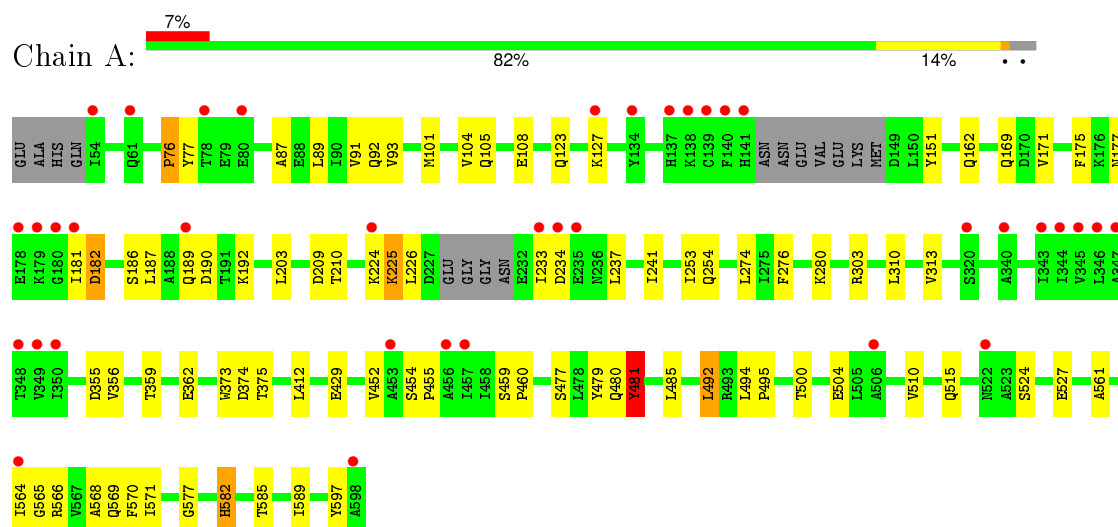 7%
Chain A:
82% 14% • •
GLU ALA HIS GLN I54 Q61 P76 Y77 T78 E79 E80 A87 E88 L89 I90 V91 Q92 V93 M101 V104 Q105 E108 Q123 K127 Y134 H137 K138 C139 F140 H141 ASN ASN GLU VAL GLU LYS MET D149 L150 Y151 Q162 Q169 D170 V171 F175 K176 N177
E178 K179 G180 I181 D182 S186 L187 A188 Q189 D190 T191 K192 L203 D209 T210 K224 K225 L226 D227 GLU GLY GLY ASN E232 I233 D234 E235 N236 L237 I241 I253 Q254 L274 I275 F276 K280 R303 L310 V313 S320 A340 I343 I344 V345 L346 A347
T348 V349 I350 D355 V356 T359 E362 W373 D374 T375 L412 E429 V452 A453 S454 P455 A456 I457 I458 S459 P460 S477 L478 Y479 Q480 Y481 L485 L492 R493 L494 P495 T500 E504 L505 A506 V510 Q515 N522 A523 S524 E527 A561
I564 G565 R566 V567 A568 Q569 F570 I571 G577 H582 T585 I589 Y597 A598